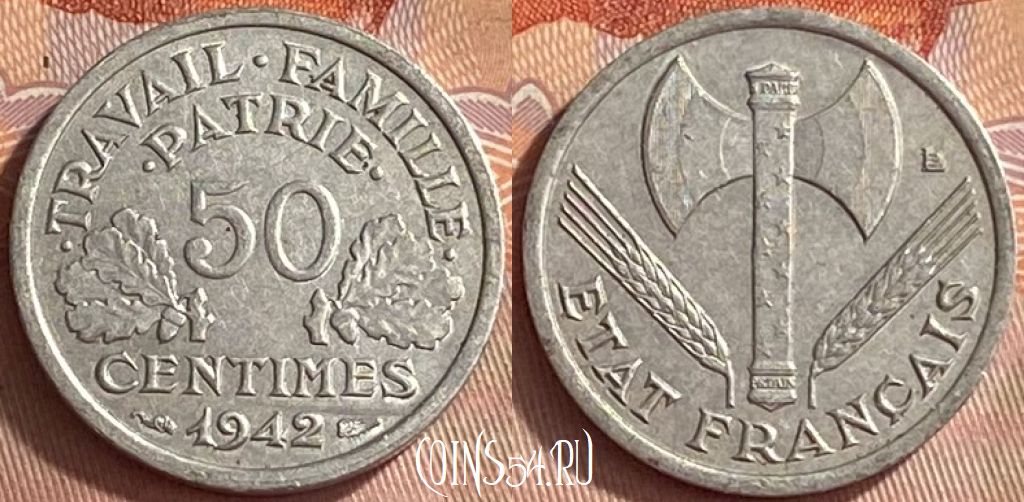 ·TRAVAIL·FAMILLE·
·PATRIE·
50
CENTIMES
1942
ETAT FRANÇAIS
COINS54.RU